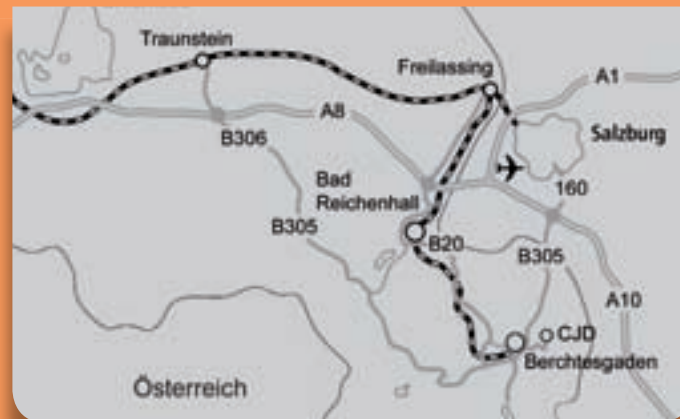 Traunstein
Freilassing
A1
A8
B306
Salzburg
Bad
Reichenhall
160
B305
B20
B305
A10
CJD
Berchtesgaden
Österreich